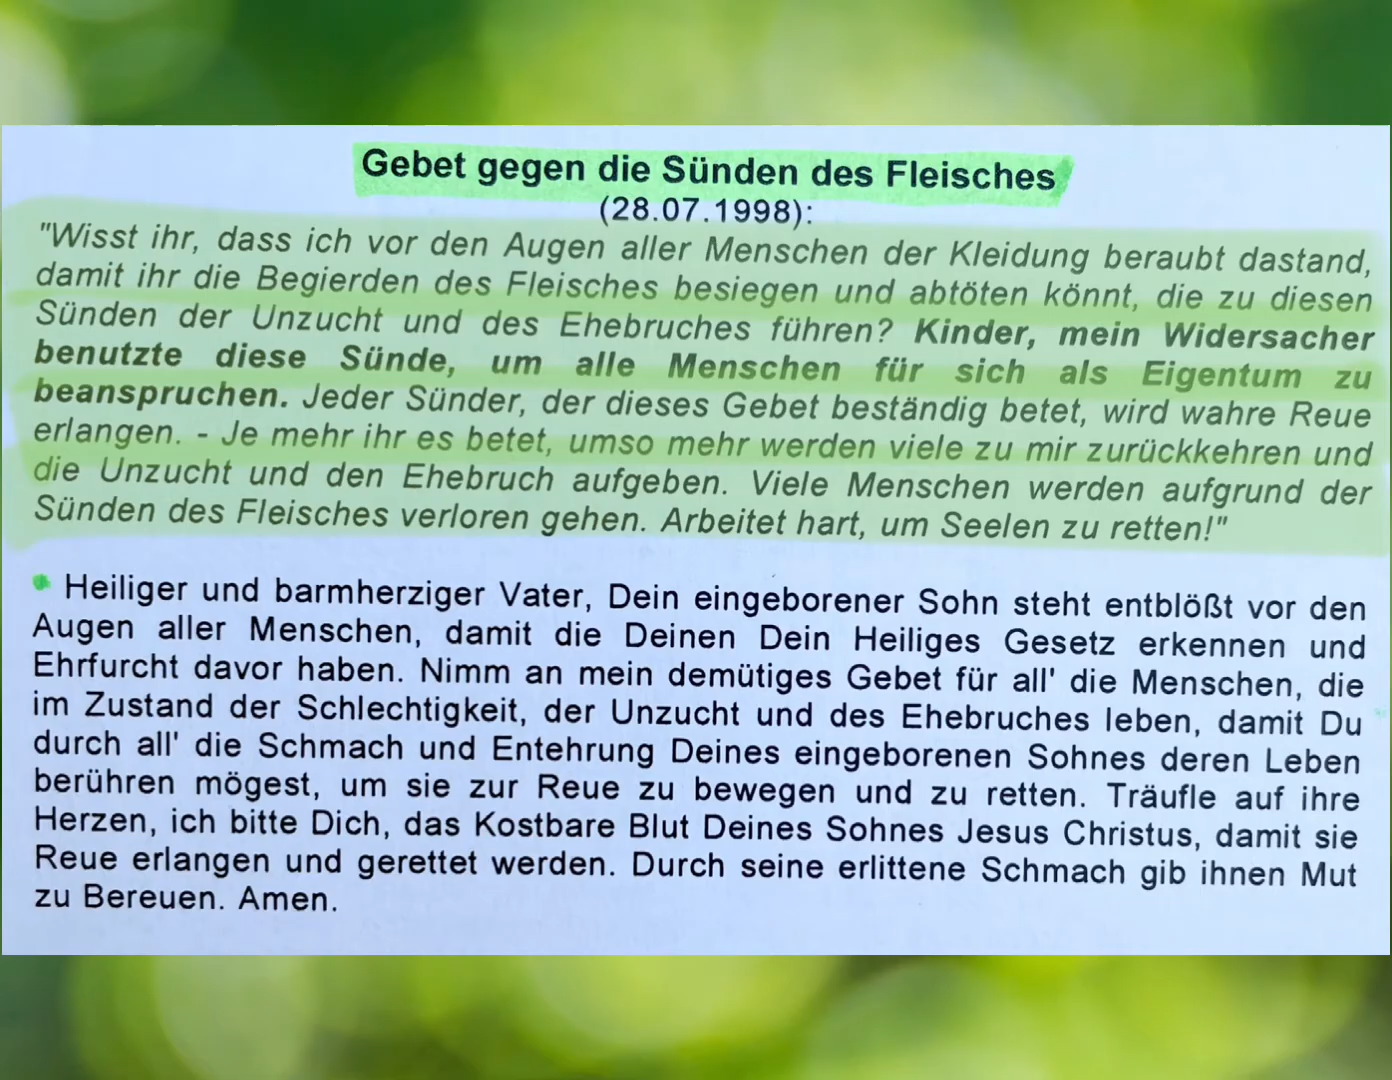 Gebet gegen die Sünden des Fleisches
(28.07.1998):
"Wisst ihr, dass ich vor den Augen aller Menschen der Kleidung beraubt dastand,
damit ihr die Begierden des Fleisches besiegen und abtöten könnt, die zu diesen
Sünden der Unzucht und des Ehebruches führen? Kinder, mein Widersacher
benutzte diese Sünde, um alle Menschen für sich als Eigentum zu
beanspruchen. Jeder Sünder, der dieses Gebet beständig betet, wird wahre Reue
erlangen. - Je mehr ihr es betet, umso mehr werden viele zu mir zurückkehren und
die Unzucht und den Ehebruch aufgeben. Viele Menschen werden aufgrund der
Sünden des Fleisches verloren gehen. Arbeitet hart, um Seelen zu retten!"
Heiliger und barmherziger Vater, Dein eingeborener Sohn steht entblößt vor den
Augen aller Menschen, damit die Deinen Dein Heiliges Gesetz erkennen und
Ehrfurcht davor haben. Nimm an mein demütiges Gebet für all' die Menschen, die
im Zustand der Schlechtigkeit, der Unzucht und des Ehebruches leben, damit Du
durch all' die Schmach und Entehrung Deines eingeborenen Sohnes deren Leben
berühren mögest, um sie zur Reue zu bewegen und zu retten. Träufle auf ihre
Herzen, ich bitte Dich, das Kostbare Blut Deines Sohnes Jesus Christus, damit sie
Reue erlangen und gerettet werden. Durch seine erlittene Schmach gib ihnen Mut
zu Bereuen. Amen.